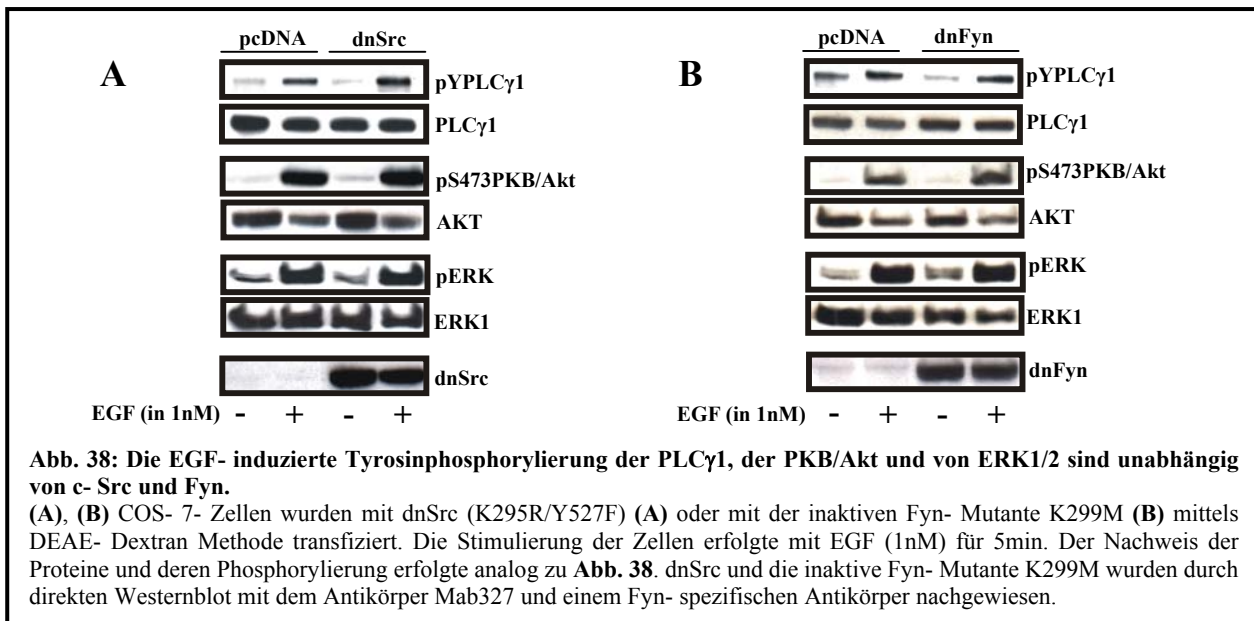 pcDNA dnSrc
A
pYPLCγ1
PLCγ1
pS473PKB/Akt
AKT
pERK
ERK1
dnSrc
EGF (in 1nM) - + - +
pcDNA dnFyn
B
pYPLCγ1
PLCγ1
pS473PKB/Akt
AKT
pERK
ERK1
dnFyn
EGF (in 1nM) - + - +
Abb. 38: Die EGF- induzierte Tyrosinphosphorylierung der PLCγ1, der PKB/Akt und von ERK1/2 sind unabhängig
von c- Src und Fyn.
(A), (B) COS- 7- Zellen wurden mit dnSrc (K295R/Y527F) (A) oder mit der inaktiven Fyn- Mutante K299M (B) mittels
DEAE- Dextran Methode transfiziert. Die Stimulierung der Zellen erfolgte mit EGF (1nM) für 5min. Der Nachweis der
Proteine und deren Phosphorylierung erfolgte analog zu Abb. 38. dnSrc und die inaktive Fyn- Mutante K299M wurden durch
direkten Westernblot mit dem Antikörper Mab327 und einem Fyn- spezifischen Antikörper nachgewiesen.